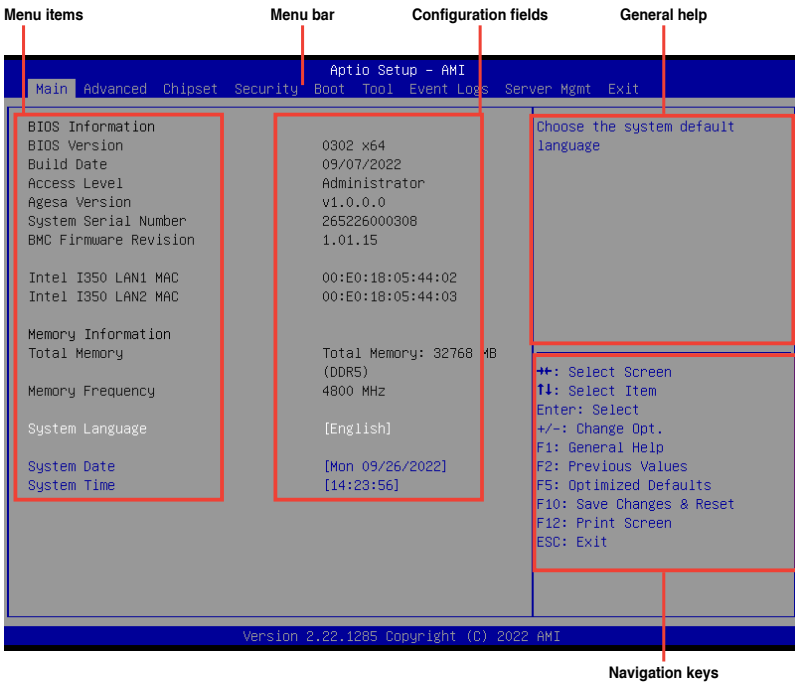 Menu items Menu bar Configuration fields General help
Aptio Setup – AMI
Main Advanced Chipset Security Boot Tool Event Logs Server Mgmt Exit
BIOS Information
BIOS Version 0302 x64
Build Date 09/07/2022
Access Level Administrator
Agesa Version v1.0.0.0
System Serial Number 265226000308
BMC Firmware Revision 1.01.15
Intel I350 LAN1 MAC 00:E0:18:05:44:02
Intel I350 LAN2 MAC 00:E0:18:05:44:03
Memory Information
Total Memory Total Memory: 32768 MB
(DDR5)
Memory Frequency 4800 MHz
System Language [English]
System Date [Mon 09/26/2022]
System Time [14:23:56]
Choose the system default
language
→←: Select Screen
↑↓: Select Item
Enter: Select
+/-: Change Opt.
F1: General Help
F2: Previous Values
F5: Optimized Defaults
F10: Save Changes & Reset
F12: Print Screen
ESC: Exit
Version 2.22.1285 Copyright (C) 2022 AMI
Navigation keys